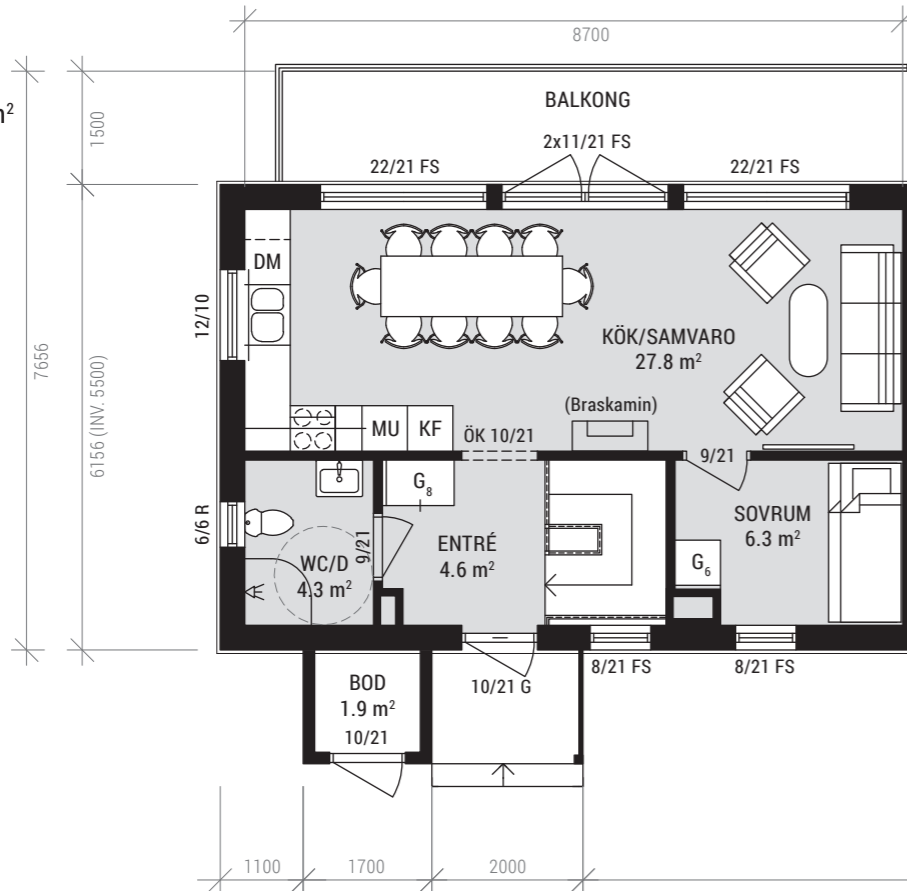 8700
m²
1500
BALKONG
2x11/21 FS
22/21 FS
22/21 FS
DM
12/10
7656
6156 (INV. 5500)
KÖK/SAMVARO
27.8 m²
(Braskamin)
MU
KF
ÖK 10/21
9/21
G₈
6/6 R
WC/D
4.3 m²
9/21
ENTRÉ
4.6 m²
SOVRUM
6.3 m²
G₆
BOD
1.9 m²
10/21
10/21 G
8/21 FS
8/21 FS
1100
1700
2000